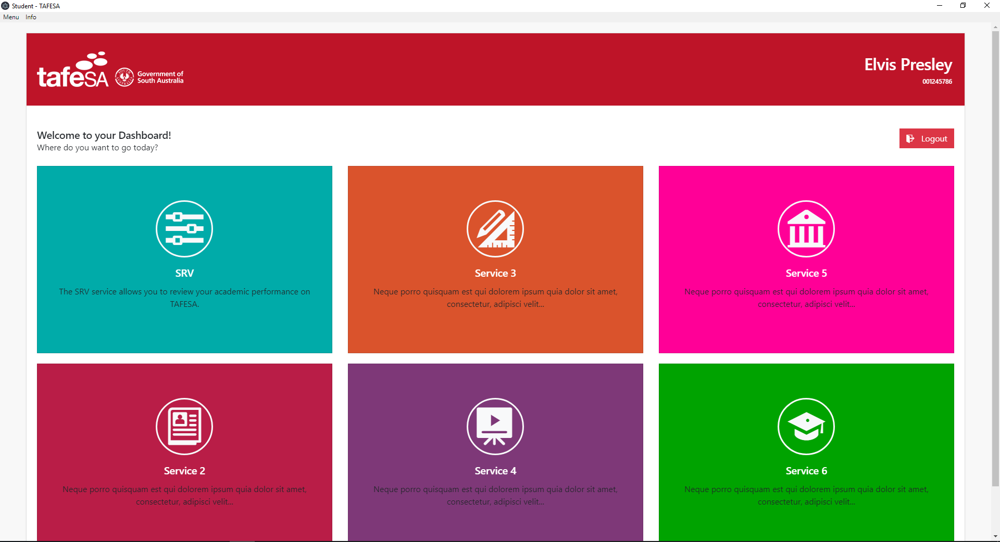 Student - TAFESA
Menu Info
tafeSA
SOUTH AUSTRALIA
Government of
South Australia
Elvis Presley
001245786
Welcome to your Dashboard!
Where do you want to go today?
Logout
SRV
The SRV service allows you to review your academic performance on
TAFESA.
Service 3
Neque porro quisquam est qui dolorem ipsum quia dolor sit amet,
consectetur, adipisci velit...
Service 5
Neque porro quisquam est qui dolorem ipsum quia dolor sit amet,
consectetur, adipisci velit...
Service 2
Neque porro quisquam est qui dolorem ipsum quia dolor sit amet,
consectetur, adipisci velit...
Service 4
Neque porro quisquam est qui dolorem ipsum quia dolor sit amet,
consectetur, adipisci velit...
Service 6
Neque porro quisquam est qui dolorem ipsum quia dolor sit amet,
consectetur, adipisci velit...